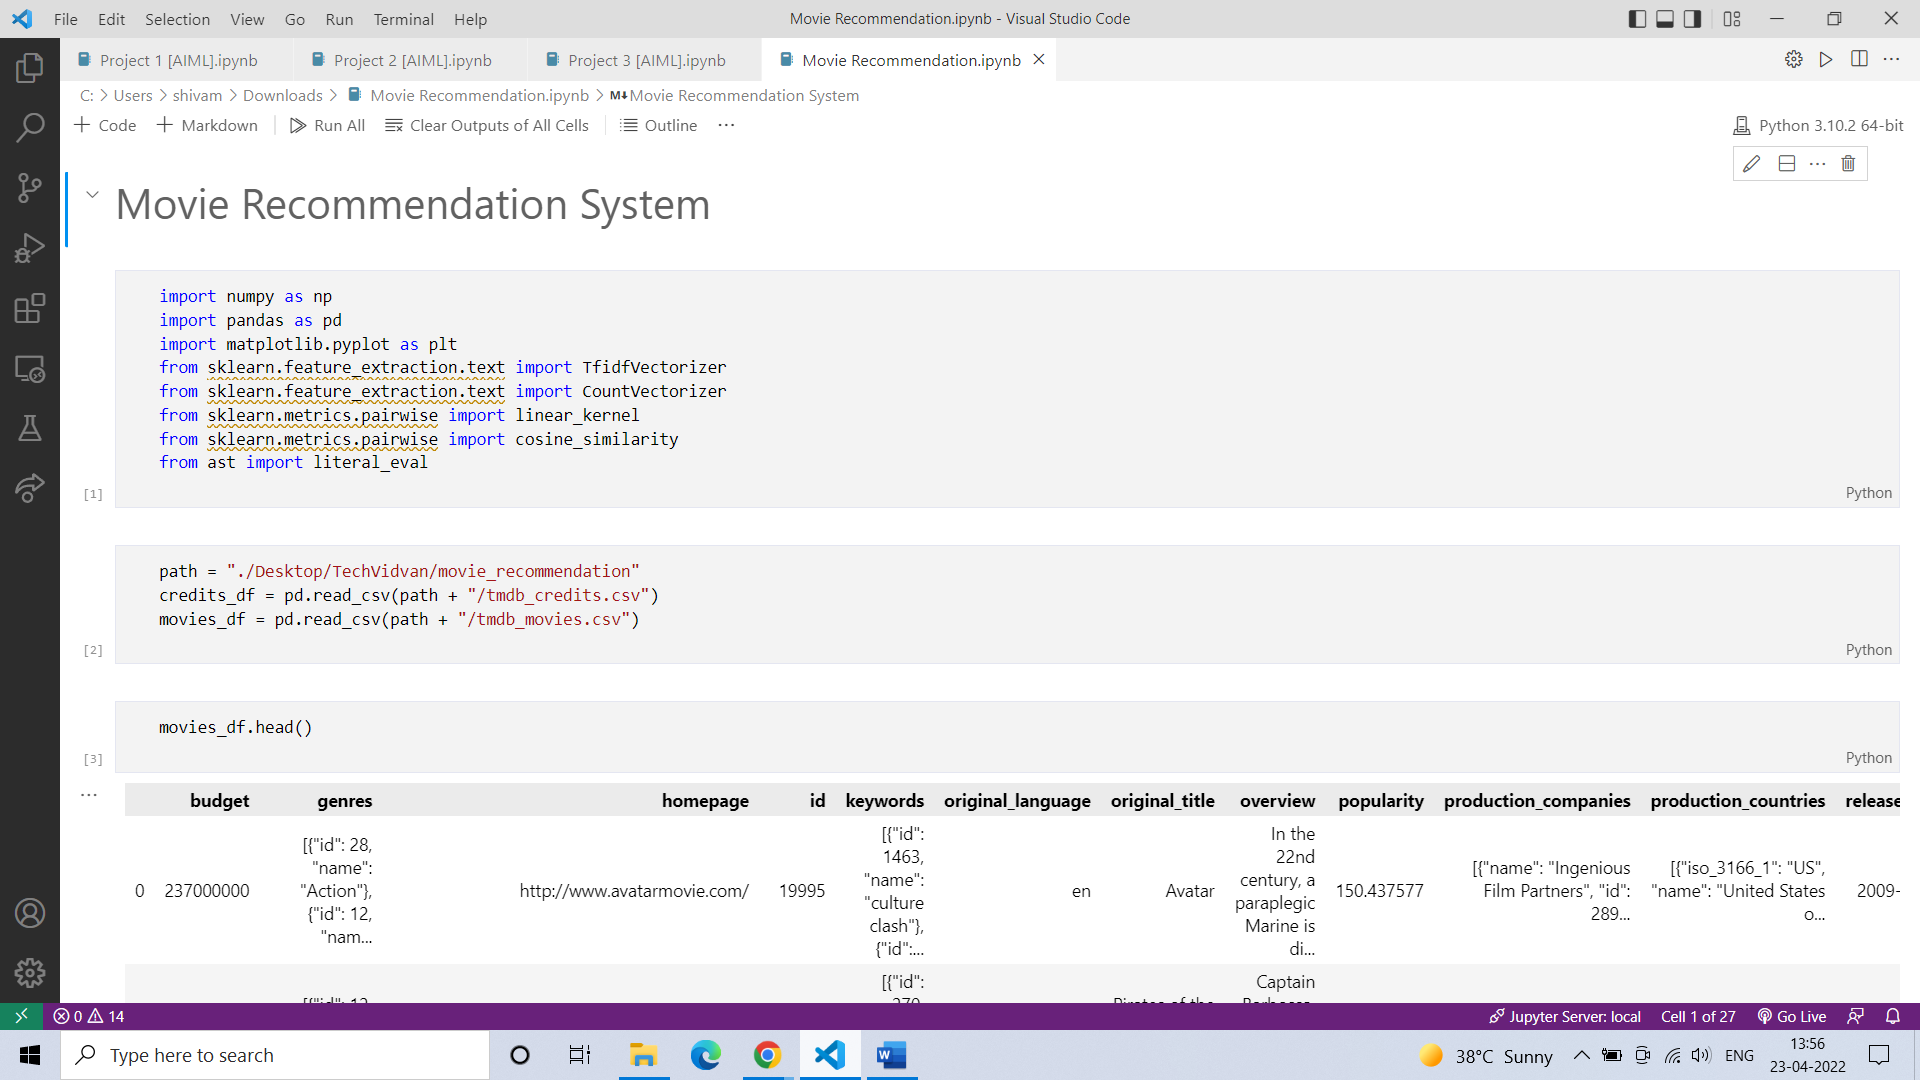 File Edit Selection View Go Run Terminal Help
Movie Recommendation.ipynb - Visual Studio Code
Project 1 [AIML].ipynb
Project 2 [AIML].ipynb
Project 3 [AIML].ipynb
Movie Recommendation.ipynb
C: > Users > shivam > Downloads > Movie Recommendation.ipynb > M↓Movie Recommendation System
+ Code + Markdown Run All Clear Outputs of All Cells Outline ...
Python 3.10.2 64-bit
Movie Recommendation System
import numpy as np
import pandas as pd
import matplotlib.pyplot as plt
from sklearn.feature_extraction.text import TfidfVectorizer
from sklearn.feature_extraction.text import CountVectorizer
from sklearn.metrics.pairwise import linear_kernel
from sklearn.metrics.pairwise import cosine_similarity
from ast import literal_eval
[1]
Python
path = "./Desktop/TechVidvan/movie_recommendation"
credits_df = pd.read_csv(path + "/tmdb_credits.csv")
movies_df = pd.read_csv(path + "/tmdb_movies.csv")
[2]
Python
movies_df.head()
[3]
Python
budget genres homepage id keywords original_language original_title overview popularity production_companies production_countries release
0 237000000
[{"id": 28,
"name":
"Action"},
{"id": 12,
"nam...
http://www.avatarmovie.com/
19995
[{"id":
1463,
"name":
"culture
clash"},
{"id":...
en
Avatar
In the
22nd
century, a
paraplegic
Marine is
di...
150.437577
[{"name": "Ingenious
Film Partners", "id":
289...
[{"iso_3166_1": "US",
"name": "United States
o...
2009-
[{"id": 12,
[{"id":
270,
Pirates of the
Captain
Barbossa,
0 14
Jupyter Server: local Cell 1 of 27 Go Live
Type here to search
38°C Sunny
ENG
13:56
23-04-2022